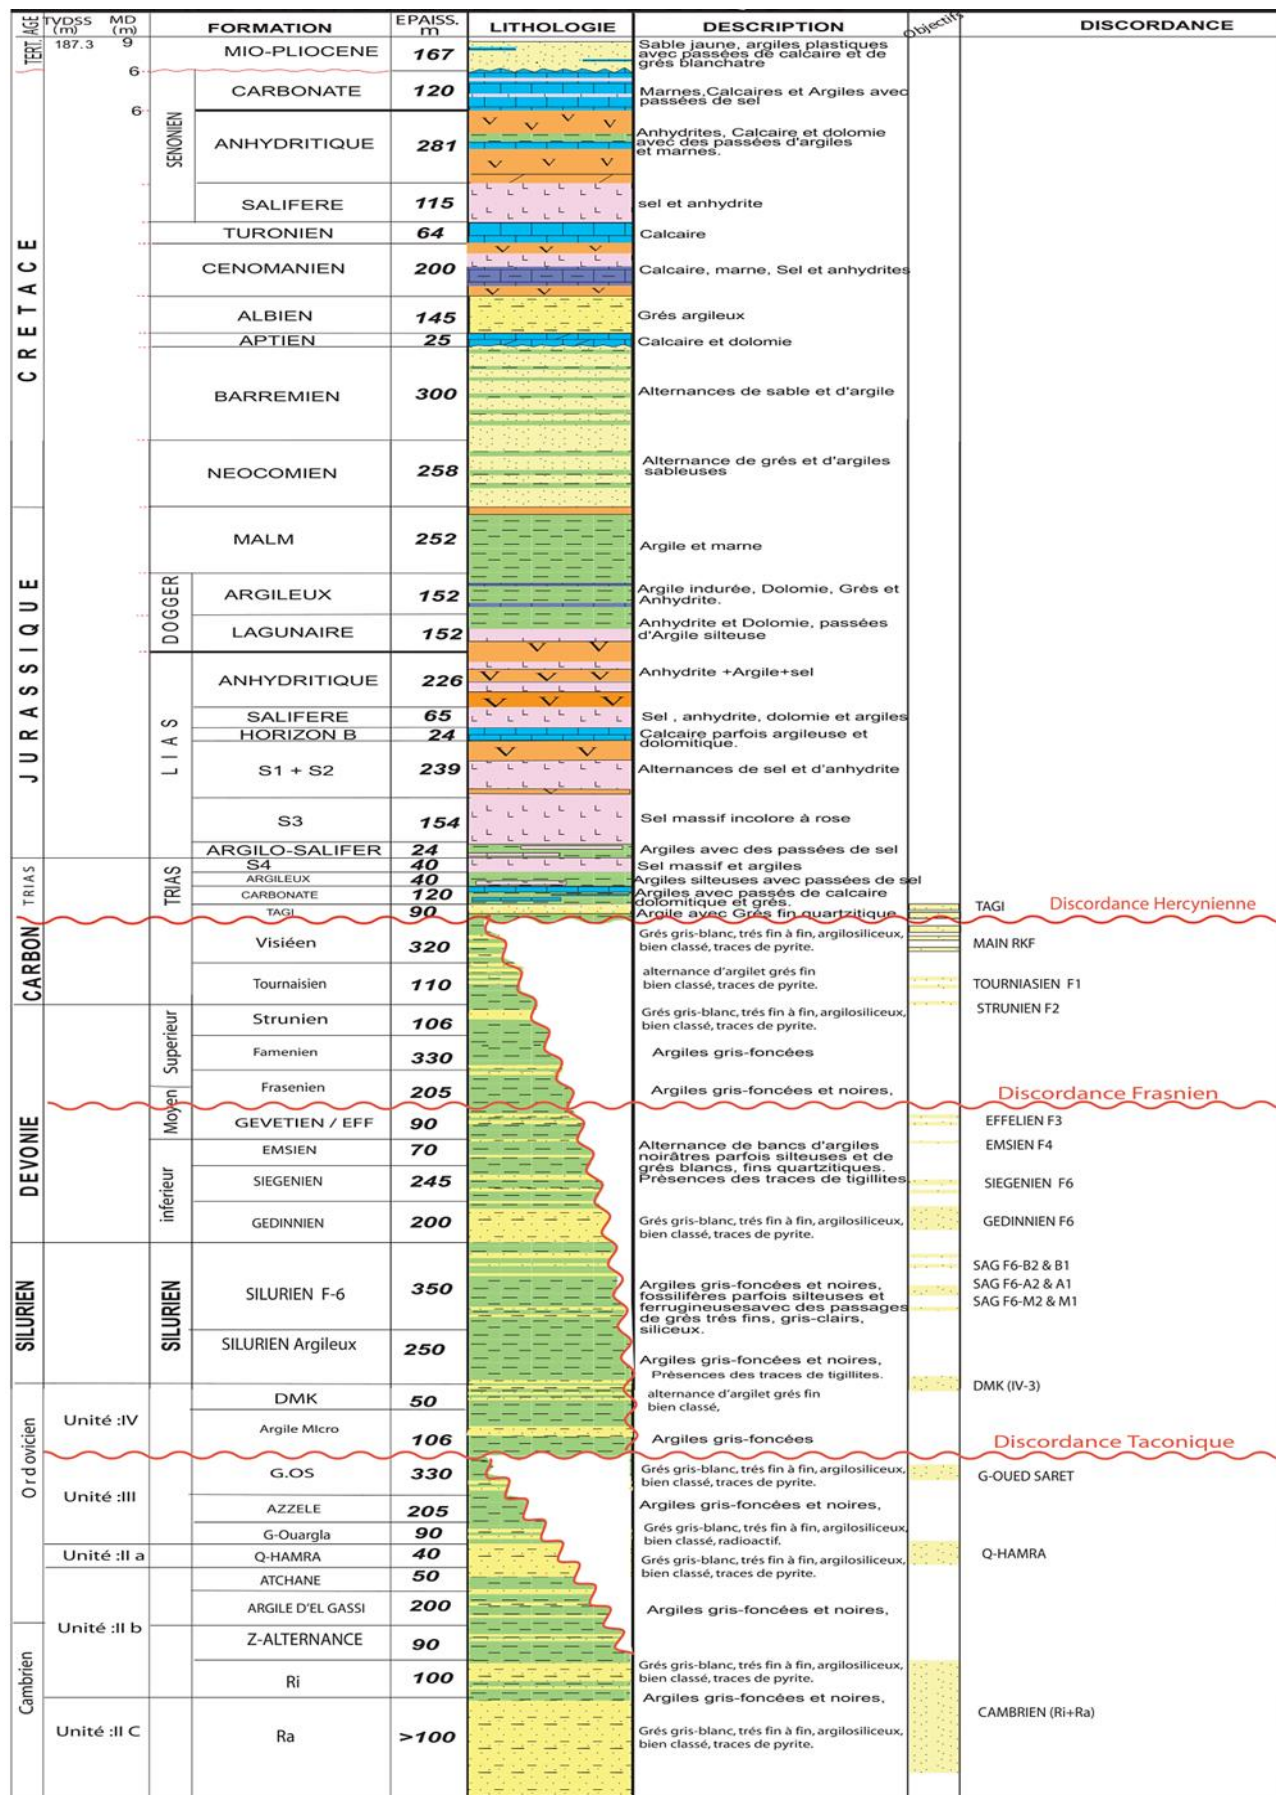 AGE TVDSS (m) MD (m) FORMATION EPAISS. m LITHOLOGIE DESCRIPTION Objectifs DISCORDANCE
TERT. 187.3 9 MIO-PLIOCENE 167 Sable jaune, argiles plastiques
avec passées de calcaire et de
grés blanchatre
6
CRETACE SENONIEN CARBONATE 120 Marnes,Calcaires et Argiles avec
passées de sel
6
ANHYDRITIQUE 281 Anhydrites, Calcaire et dolomie
avec des passées d'argiles
et marnes.
SALIFERE 115 sel et anhydrite
TURONIEN 64 Calcaire
CENOMANIEN 200 Calcaire, marne, Sel et anhydrites
ALBIEN 145 Grés argileux
APTIEN 25 Calcaire et dolomie
BARREMIEN 300 Alternances de sable et d'argile
NEOCOMIEN 258 Alternance de grés et d'argiles
sableuses
JURASSIQUE MALM 252 Argile et marne
DOGGER ARGILEUX 152 Argile indurée, Dolomie, Grès et
Anhydrite.
LAGUNAIRE 152 Anhydrite et Dolomie, passées
d'Argile silteuse
LIAS ANHYDRITIQUE 226 Anhydrite +Argile+sel
SALIFERE 65 Sel , anhydrite, dolomie et argiles
HORIZON B 24 Calcaire parfois argileuse et
dolomitique.
S1 + S2 239 Alternances de sel et d'anhydrite
S3 154 Sel massif incolore à rose
ARGILO-SALIFER 24 Argiles avec des passées de sel
TRIAS TRIAS S4 40 Sel massif et argiles
ARGILEUX 40 Argiles silteuses avec passées de sel
CARBONATE 120 Argiles avec passés de calcaire
dolomitique et grés.
TAGI 90 Argile avec Grés fin quartzitique TAGI Discordance Hercynienne
CARBON Visiéen 320 Grés gris-blanc, trés fin à fin, argilosiliceux,
bien classé, traces de pyrite. MAIN RKF
Tournaisien 110 alternance d'argilet grés fin
bien classé, traces de pyrite. TOURNIASIEN F1
DEVONIE Superieur Strunien 106 Grés gris-blanc, trés fin à fin, argilosiliceux,
bien classé, traces de pyrite. STRUNIEN F2
Famenien 330 Argiles gris-foncées
Moyen Frasenien 205 Argiles gris-foncées et noires, Discordance Frasnien
GEVETIEN / EFF 90 EFFELIEN F3
inférieur EMSIEN 70 Alternance de bancs d'argiles
noirâtres parfois silteuses et de
grés blancs, fins quartzitiques.
Prèsences des traces de tigillites. EMSIEN F4
SIEGENIEN 245 SIEGENIEN F6
GEDINNIEN 200 Grés gris-blanc, trés fin à fin, argilosiliceux,
bien classé, traces de pyrite. GEDINNIEN F6
SILURIEN SILURIEN SILURIEN F-6 350 Argiles gris-foncées et noires,
fossilifères parfois silteuses et
ferrugineusesavec des passages
de grès trés fins, gris-clairs,
siliceux.
SAG F6-B2 & B1
SAG F6-A2 & A1
SAG F6-M2 & M1
SILURIEN Argileux 250 Argiles gris-foncées et noires,
Prèsences des traces de tigillites.
Ordovicien Unité :IV DMK 50 alternance d'argilet grés fin
bien classé, DMK (IV-3)
Argile MIcro 106 Argiles gris-foncées Discordance Taconique
Unité :III G.OS 330 Grés gris-blanc, trés fin à fin, argilosiliceux,
bien classé, traces de pyrite. G-OUED SARET
AZZELE 205 Argiles gris-foncées et noires,
G-Ouargla 90 Grés gris-blanc, trés fin à fin, argilosiliceux,
bien classé, radioactif.
Unité :II a Q-HAMRA 40 Grés gris-blanc, trés fin à fin, argilosiliceux,
bien classé, traces de pyrite. Q-HAMRA
Unité :II b ATCHANE 50
ARGILE D'EL GASSI 200 Argiles gris-foncées et noires,
Cambrien Z-ALTERNANCE 90
Ri 100 Grés gris-blanc, trés fin à fin, argilosiliceux,
bien classé, traces de pyrite.
Argiles gris-foncées et noires,
CAMBRIEN (Ri+Ra)
Unité :II C Ra >100 Grés gris-blanc, trés fin à fin, argilosiliceux,
bien classé, traces de pyrite.